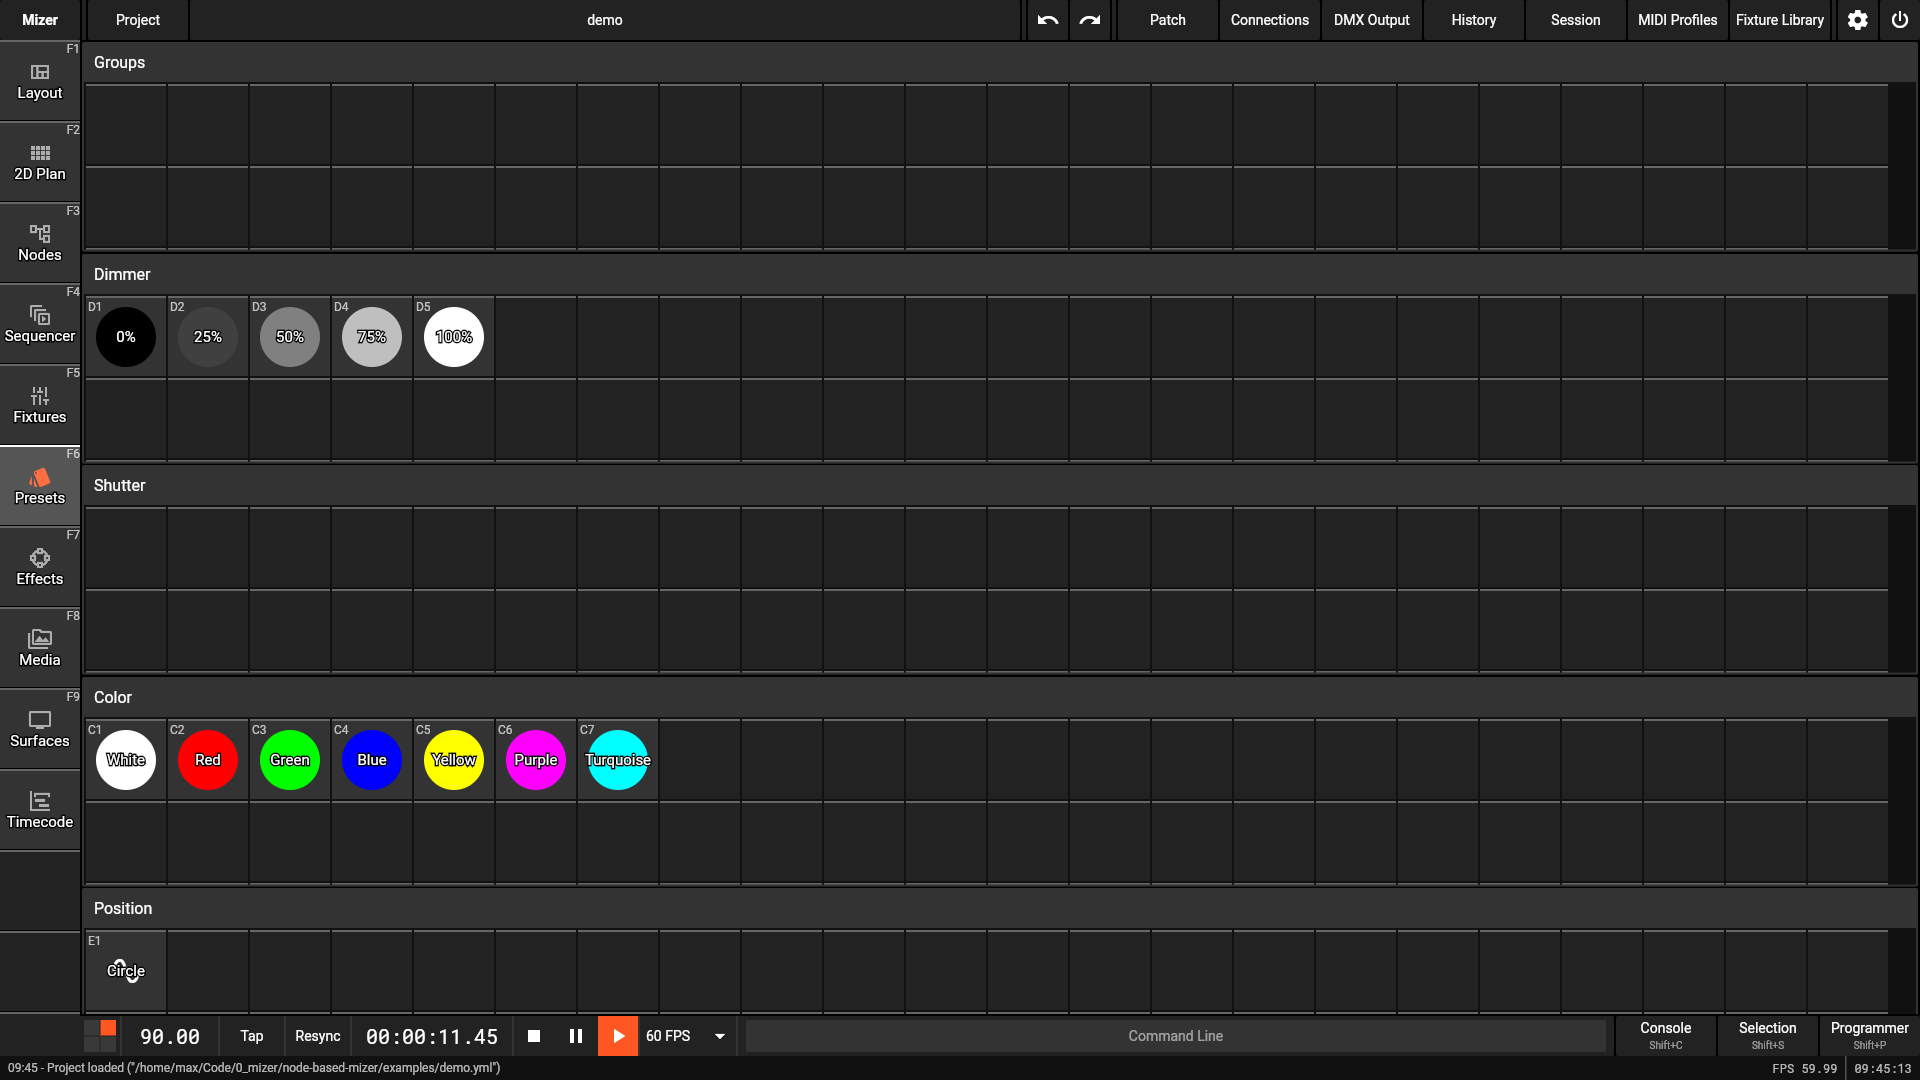 Mizer Project demo Patch Connections DMX Output History Session MIDI Profiles Fixture Library
F1
Layout
F2
2D Plan
F3
Nodes
F4
Sequencer
F5
Fixtures
F6
Presets
F7
Effects
F8
Media
F9
Surfaces
Timecode
Groups
Dimmer
D1 D2 D3 D4 D5
0% 25% 50% 75% 100%
Shutter
Color
C1 C2 C3 C4 C5 C6 C7
White Red Green Blue Yellow Purple Turquoise
Position
E1
Circle
90.00 Tap Resync 00:00:11.45 60 FPS Command Line
Console Selection Programmer
Shift+C Shift+S Shift+P
09:45 - Project loaded ("/home/max/Code/0_mizer/node-based-mizer/examples/demo.yml") FPS 59.99 09:45:13